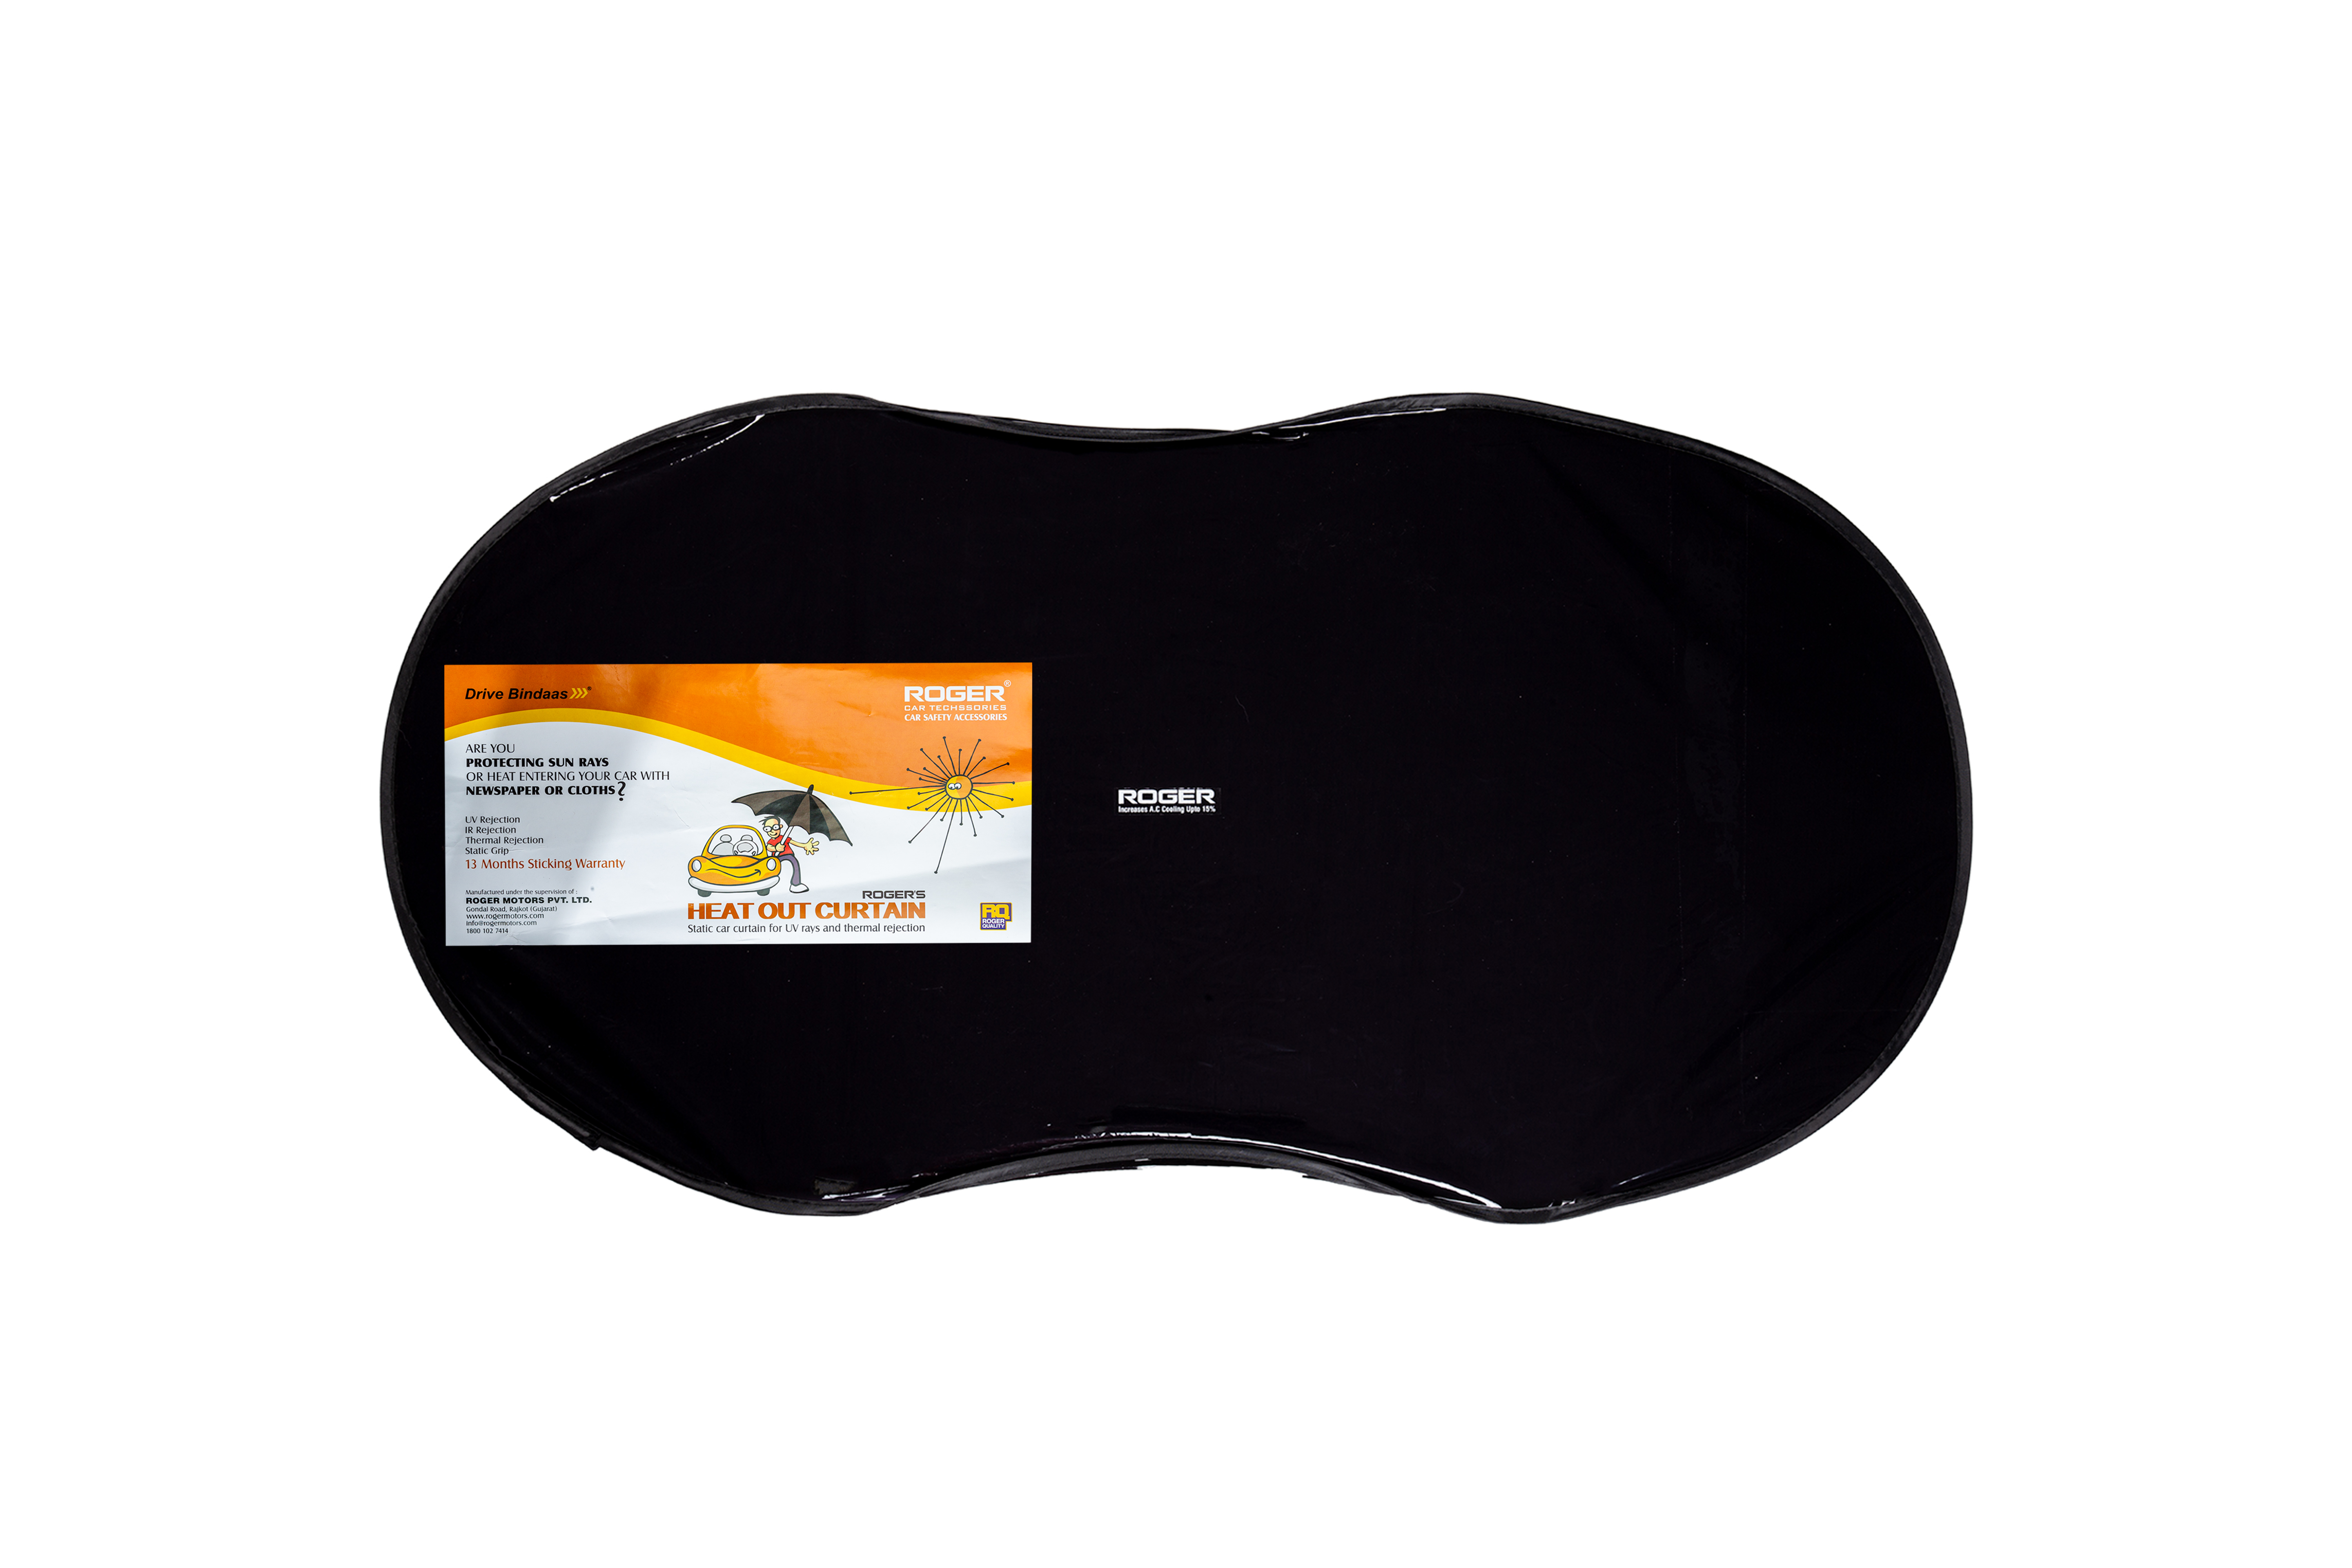 Drive Bindaas
ROGER®
CAR TECHSSORIES
CAR SAFETY ACCESSORIES
ARE YOU
PROTECTING SUN RAYS
OR HEAT ENTERING YOUR CAR WITH
NEWSPAPER OR CLOTHS?
UV Rejection
IR Rejection
Thermal Rejection
Static Grip
13 Months Sticking Warranty
Manufactured under the supervision of :
ROGER MOTORS PVT. LTD.
Gondal Road, Rajkot (Gujarat)
www.rogermotors.com
info@rogermotors.com
1800 102 7414
ROGER'S
HEAT OUT CURTAIN
Static car curtain for UV rays and thermal rejection
RQ
ROGER
QUALITY
ROGER
Increases A.C Cooling Upto 15%